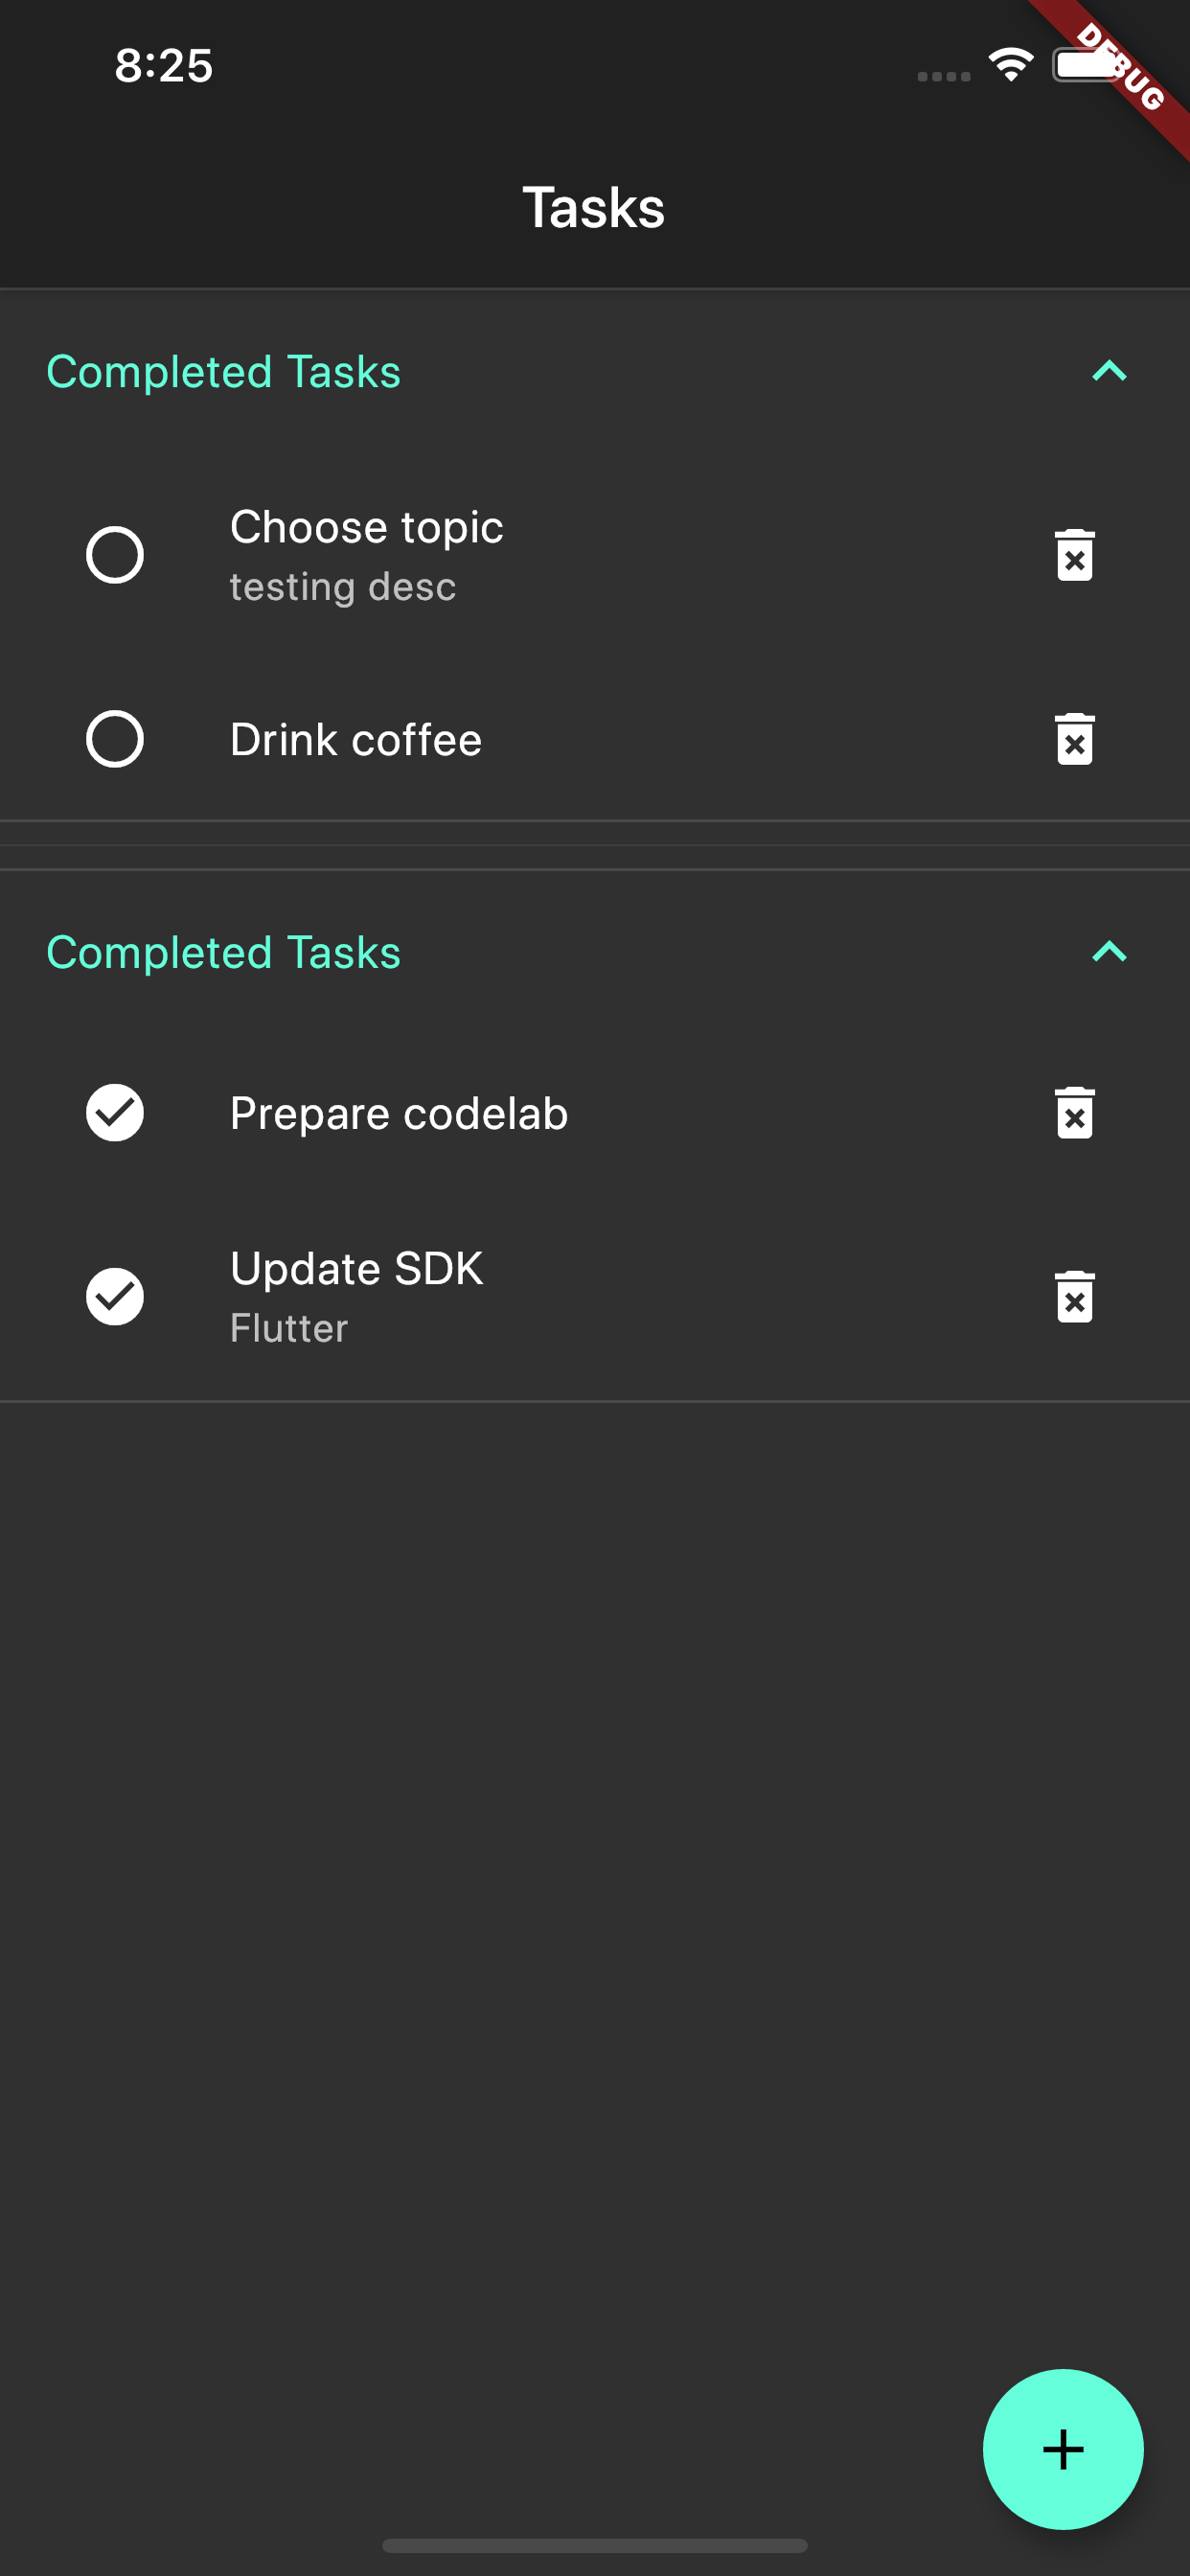 8:25
DEBUG
Tasks
Completed Tasks
Choose topic
testing desc
Drink coffee
Completed Tasks
Prepare codelab
Update SDK
Flutter